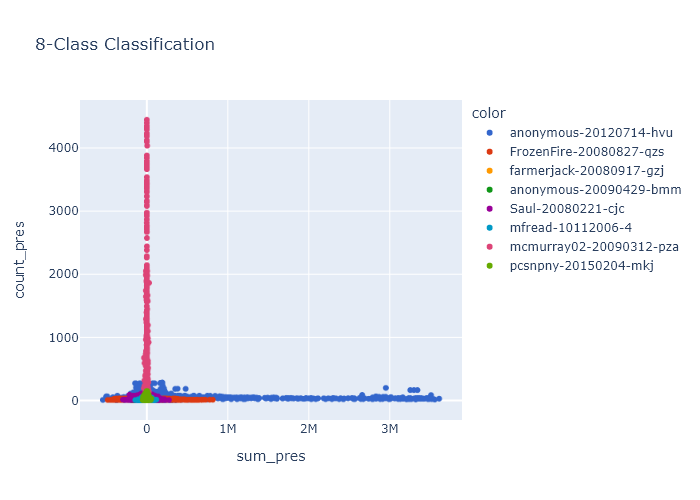 8-Class Classification
color
anonymous-20120714-hvu
FrozenFire-20080827-qzs
farmerjack-20080917-gzj
anonymous-20090429-bmm
Saul-20080221-cjc
mfread-10112006-4
mcmurray02-20090312-pza
pcsnpny-20150204-mkj
count_pres
4000
3000
2000
1000
0
0
1M
2M
3M
sum_pres